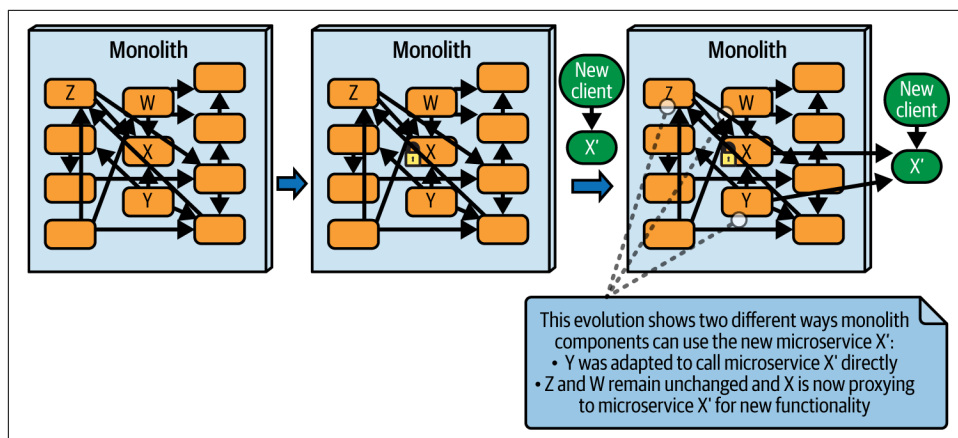 Monolith
Z
W
X
Y
Monolith
Z
W
X
Y
New
client
X'
Monolith
Z
W
X
Y
New
client
X'
This evolution shows two different ways monolith
components can use the new microservice X':
• Y was adapted to call microservice X' directly
• Z and W remain unchanged and X is now proxying
to microservice X' for new functionality